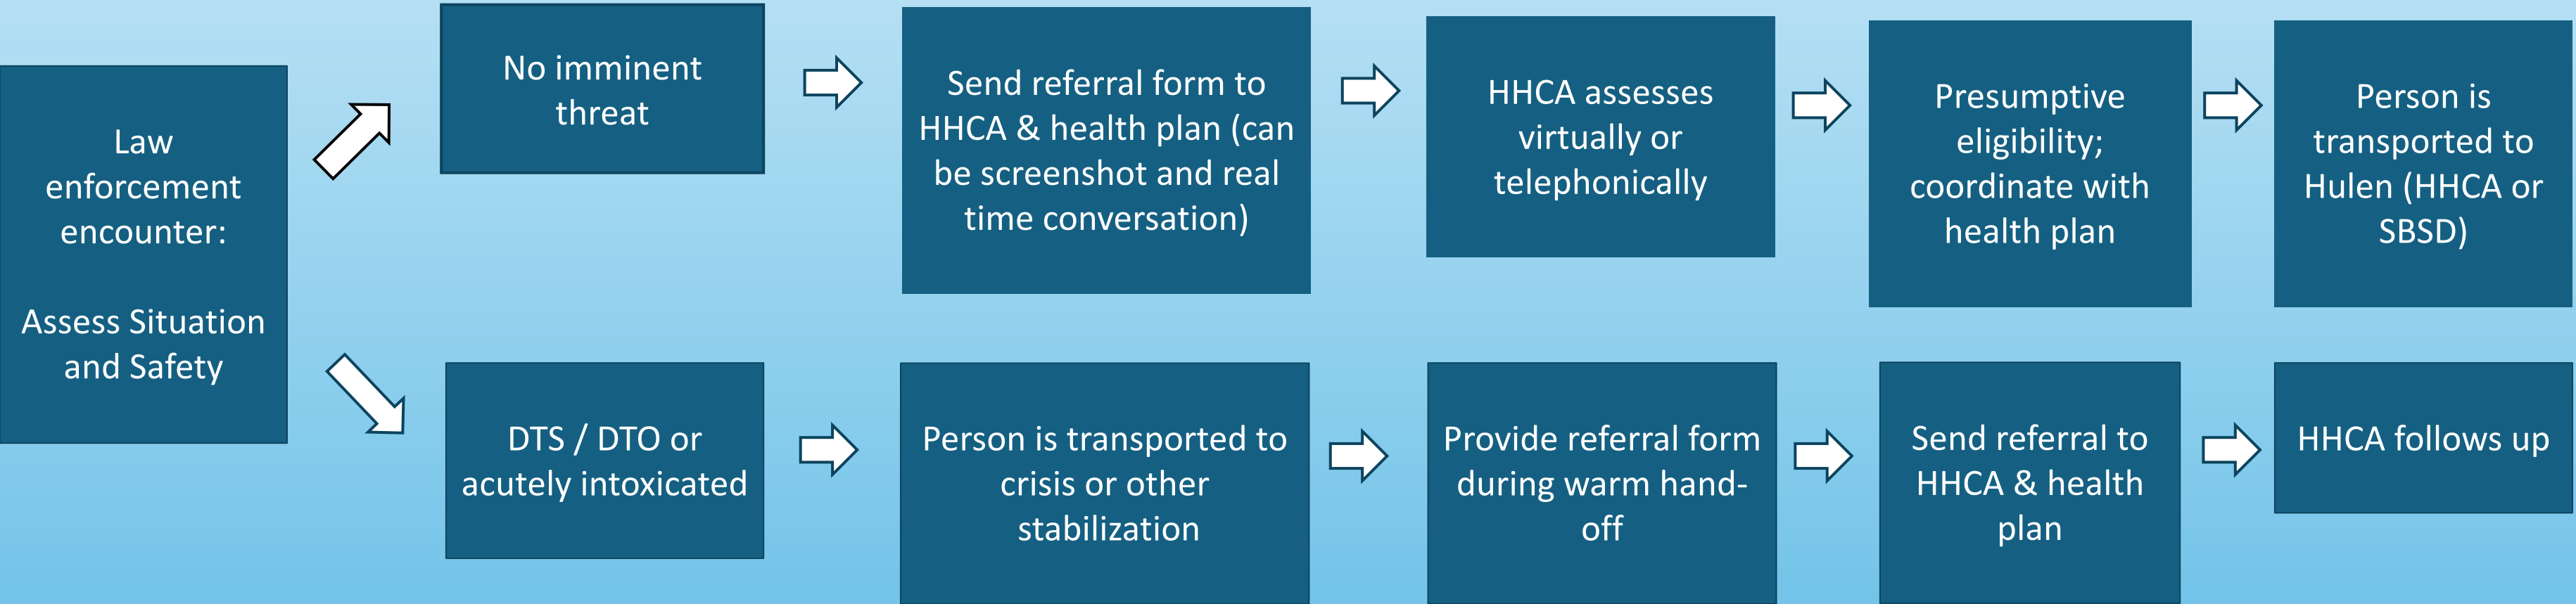 Law
enforcement
encounter:
Assess Situation
and Safety
No imminent
threat
Send referral form to
HHCA & health plan (can
be screenshot and real
time conversation)
HHCA assesses
virtually or
telephonically
Presumptive
eligibility;
coordinate with
health plan
Person is
transported to
Hulen (HHCA or
SBSD)
DTS / DTO or
acutely intoxicated
Person is transported to
crisis or other
stabilization
Provide referral form
during warm hand-
off
Send referral to
HHCA & health
plan
HHCA follows up